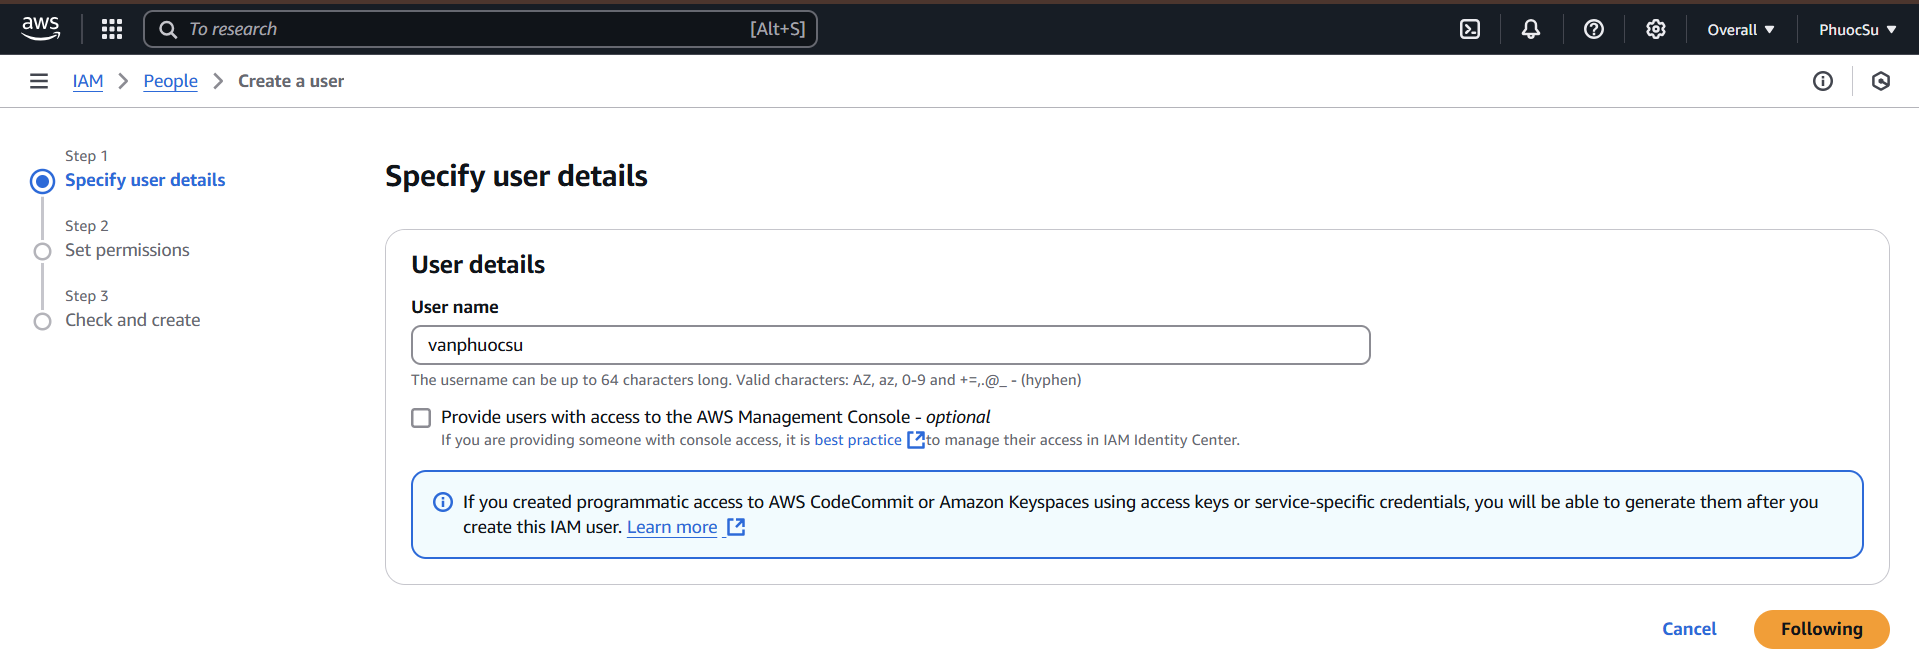 aws
To research [Alt+S]
Overall
PhuocSu
IAM > People > Create a user
Step 1
Specify user details
Step 2
Set permissions
Step 3
Check and create
Specify user details
User details
User name
vanphuocsu
The username can be up to 64 characters long. Valid characters: AZ, az, 0-9 and +=,.@_ - (hyphen)
Provide users with access to the AWS Management Console - optional
If you are providing someone with console access, it is best practice to manage their access in IAM Identity Center.
If you created programmatic access to AWS CodeCommit or Amazon Keyspaces using access keys or service-specific credentials, you will be able to generate them after you
create this IAM user. Learn more
Cancel
Following